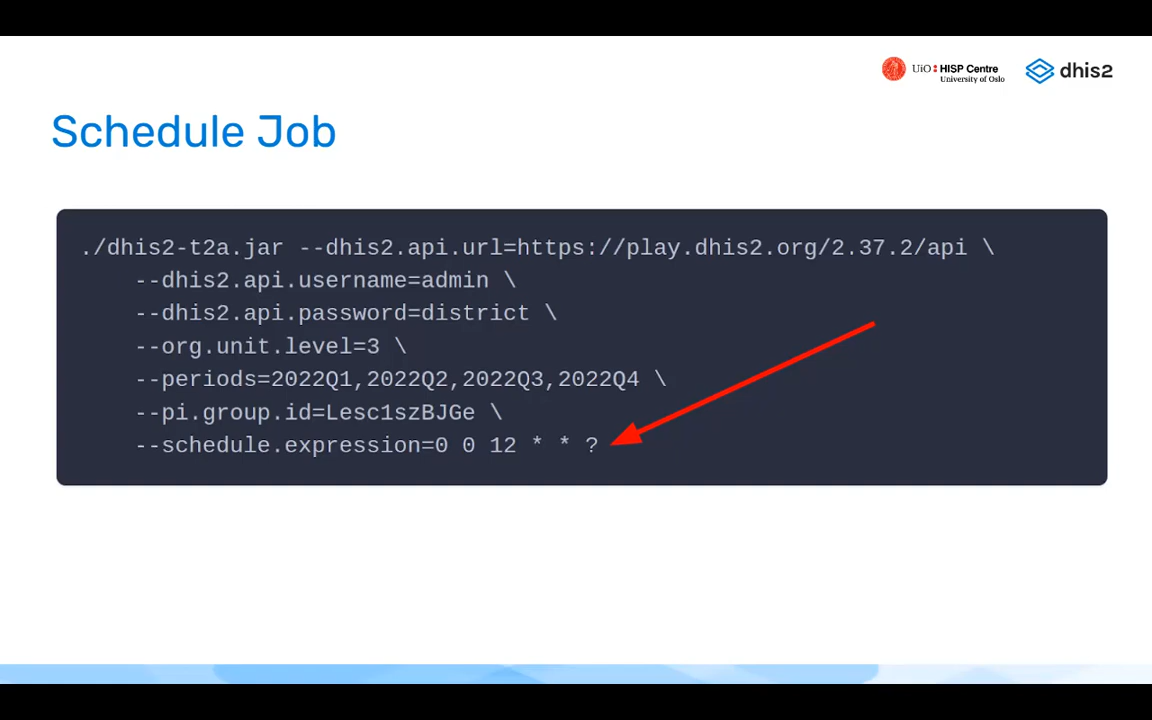 UiO HISP Centre
University of Oslo
dhis2
Schedule Job
./dhis2-t2a.jar --dhis2.api.url=https://play.dhis2.org/2.37.2/api \
--dhis2.api.username=admin \
--dhis2.api.password=district \
--org.unit.level=3 \
--periods=2022Q1,2022Q2,2022Q3,2022Q4 \
--pi.group.id=Lesc1szBJGe \
--schedule.expression=0 0 12 * * ?